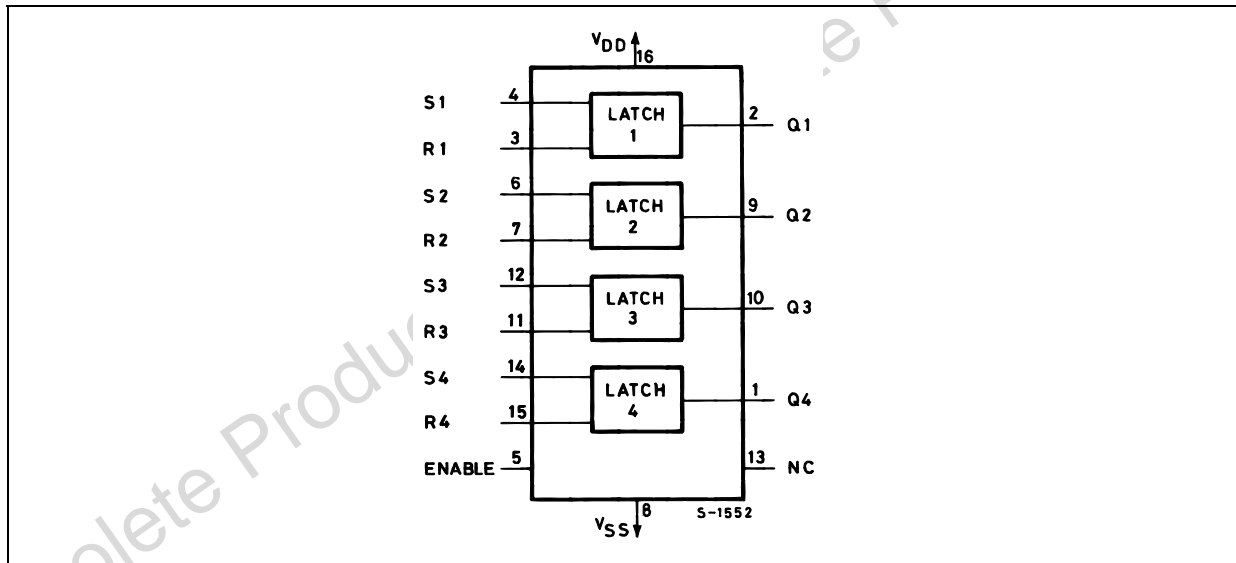 VDD
16
S1 4
LATCH
1
2 Q1
R1 3
S2 6
LATCH
2
9 Q2
R2 7
S3 12
LATCH
3
10 Q3
R3 11
S4 14
LATCH
4
1 Q4
R4 15
ENABLE 5
13 NC
VSS
8
S-1552
olete Produc